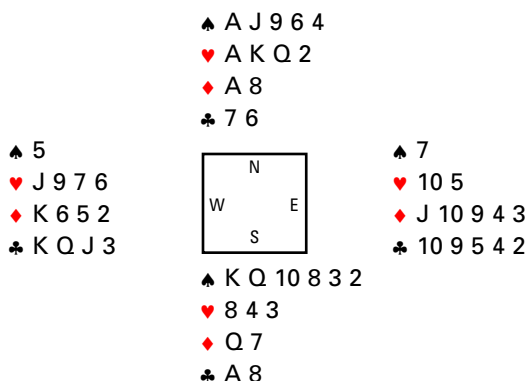 ♠ A J 9 6 4
♥ A K Q 2
♦ A 8
♣ 7 6
♠ 5
♥ J 9 7 6
♦ K 6 5 2
♣ K Q J 3
N
W E
S
♠ 7
♥ 10 5
♦ J 10 9 4 3
♣ 10 9 5 4 2
♠ K Q 10 8 3 2
♥ 8 4 3
♦ Q 7
♣ A 8